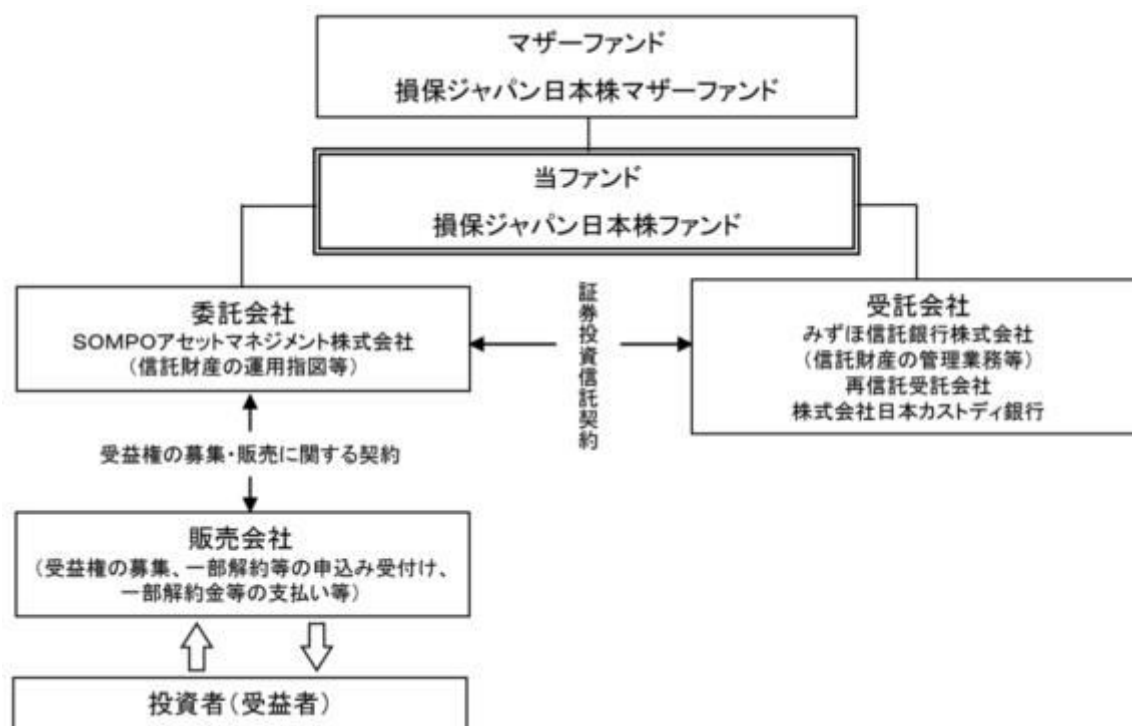 マザーファンド
損保ジャパン日本株マザーファンド
当ファンド
損保ジャパン日本株ファンド
委託会社
SOMPOアセットマネジメント株式会社
(信託財産の運用指図等)
証券投資信託契約
受託会社
みずほ信託銀行株式会社
(信託財産の管理業務等)
再信託受託会社
株式会社日本カストディ銀行
受益権の募集・販売に関する契約
販売会社
(受益権の募集、一部解約等の申込み受付け、
一部解約金等の支払い等)
投資者(受益者)